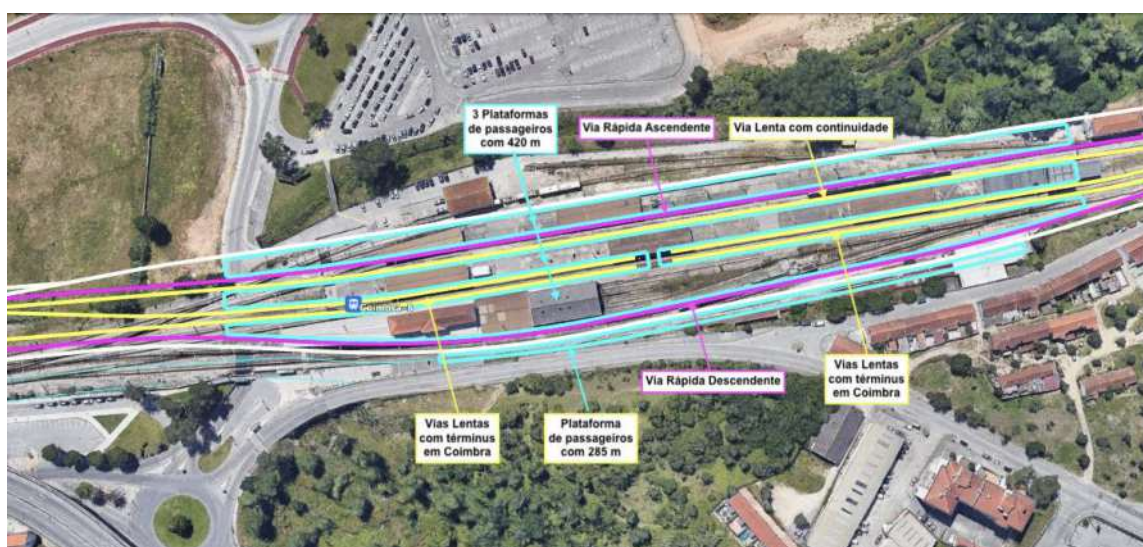 3 Plataformas
de passageiros
com 420 m
Via Rápida Ascendente
Via Lenta com continuidade
Vias Lentas
com términus
em Coimbra
Plataforma
de passageiros
com 285 m
Via Rápida Descendente
Vias Lentas
com términus
em Coimbra